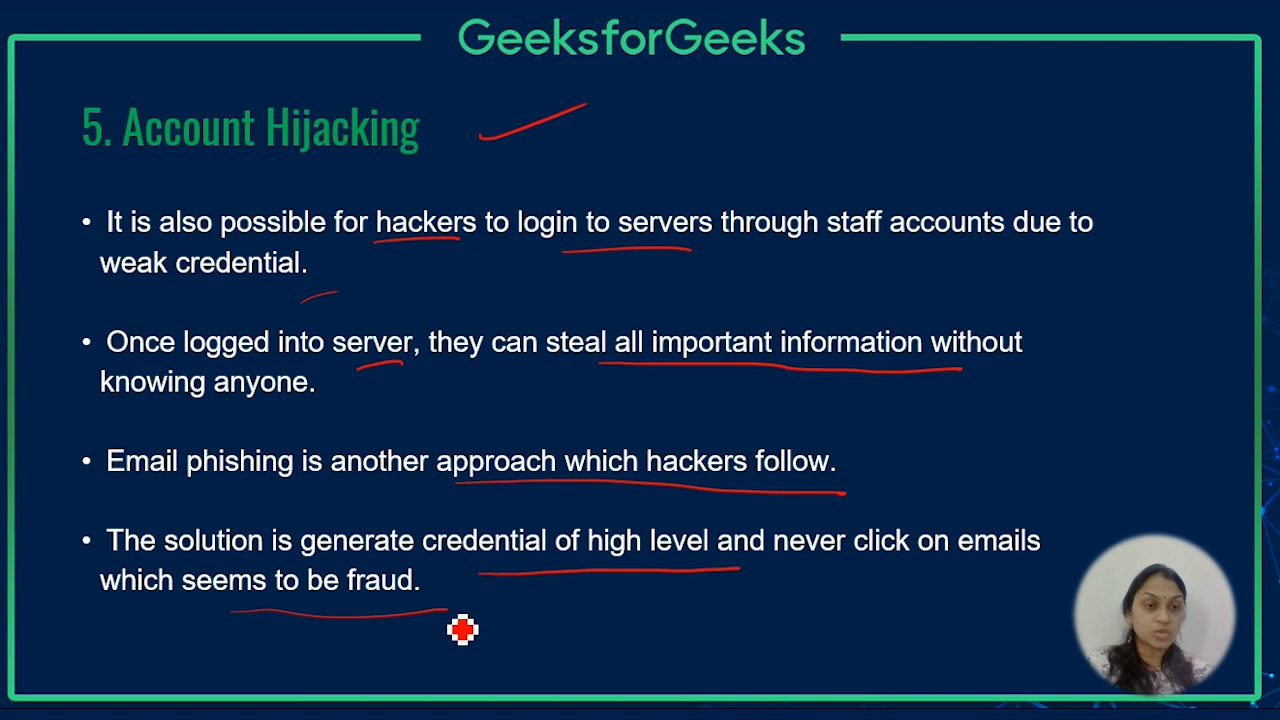 GeeksforGeeks
5. Account Hijacking
• It is also possible for hackers to login to servers through staff accounts due to
weak credential.
• Once logged into server, they can steal all important information without
knowing anyone.
• Email phishing is another approach which hackers follow.
• The solution is generate credential of high level and never click on emails
which seems to be fraud.